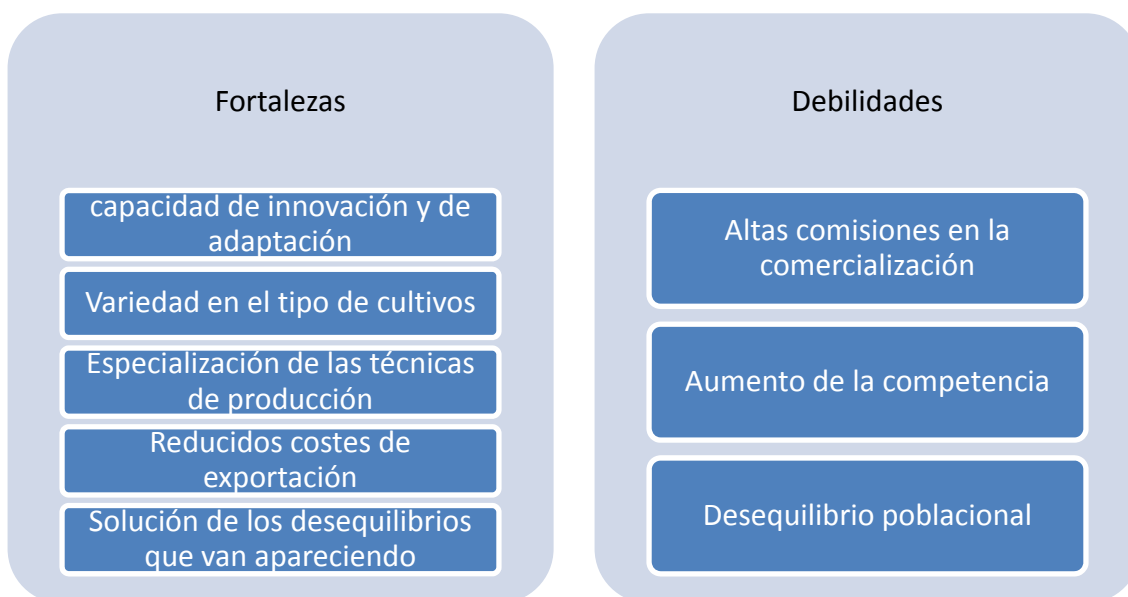 Fortalezas
capacidad de innovación y de
adaptación
Variedad en el tipo de cultivos
Especialización de las técnicas
de producción
Reducidos costes de
exportación
Solución de los desequilibrios
que van apareciendo
Debilidades
Altas comisiones en la
comercialización
Aumento de la competencia
Desequilibrio poblacional